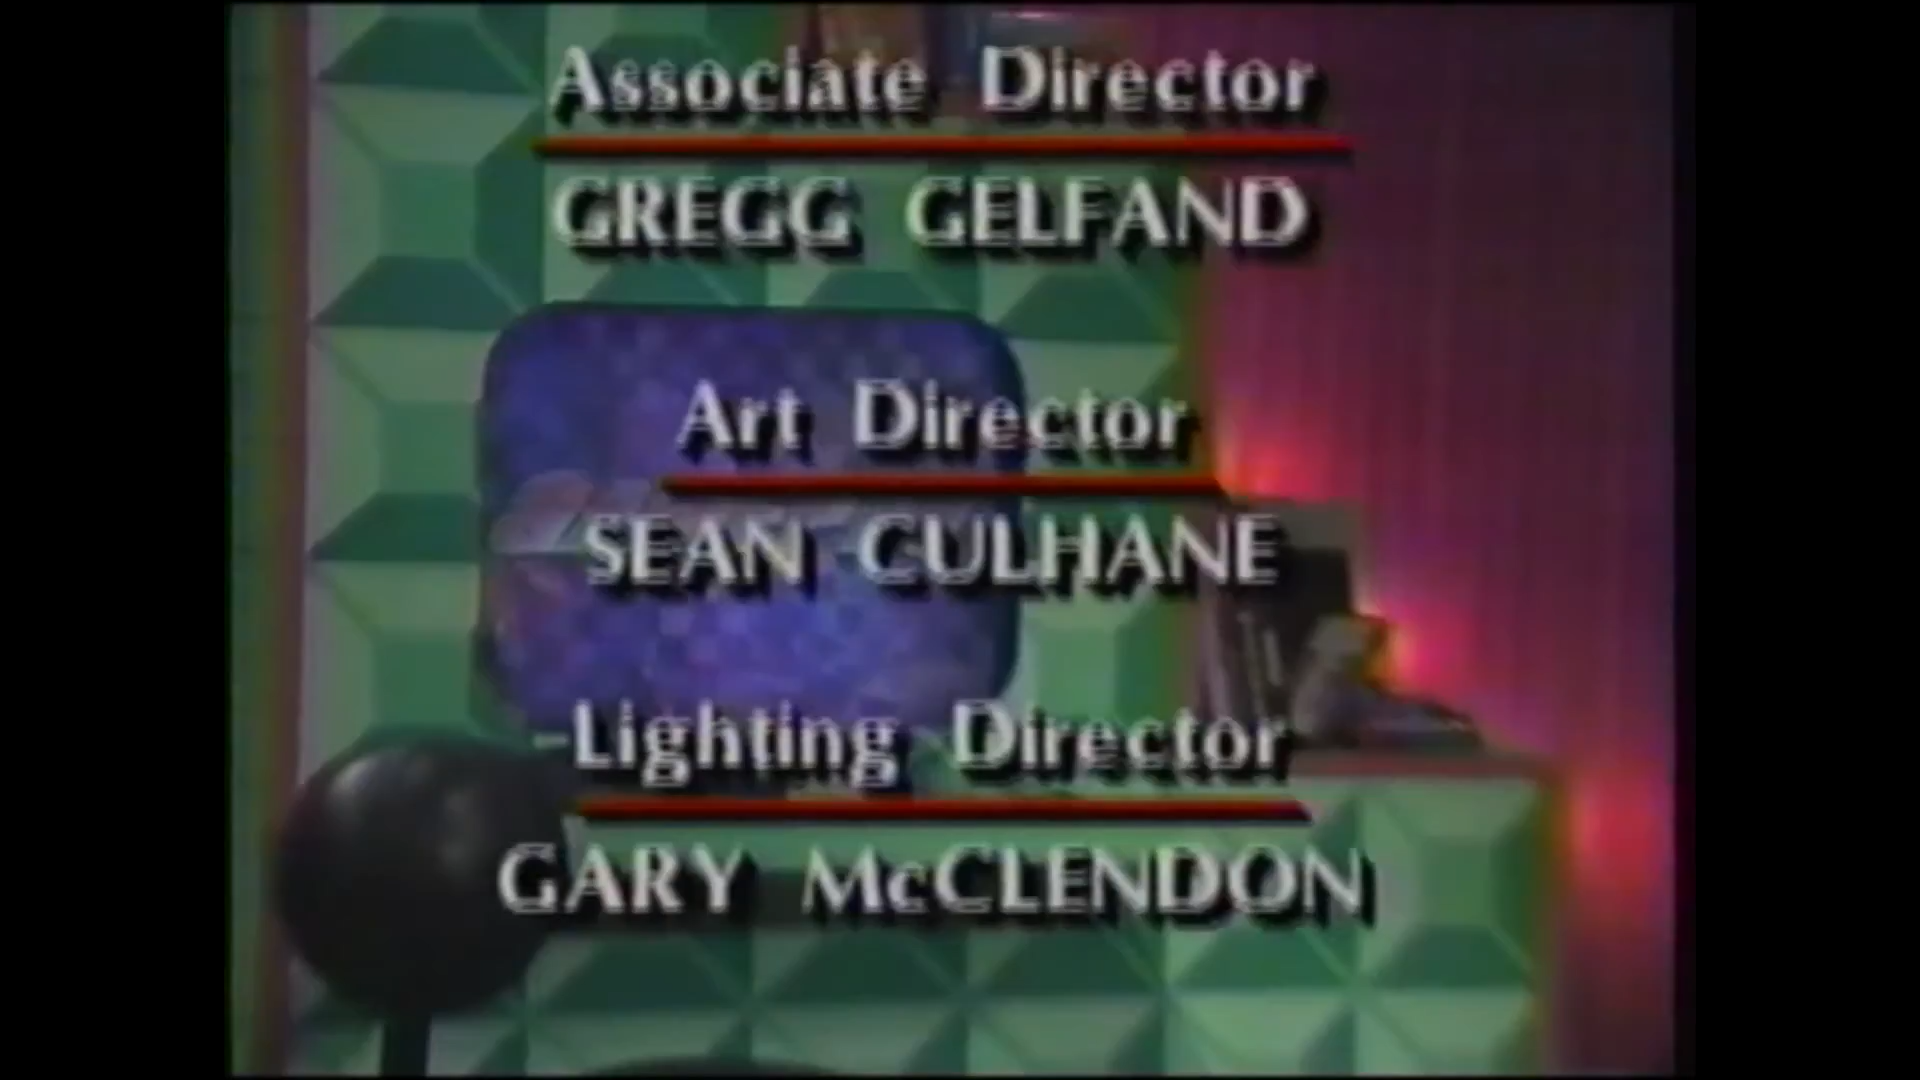 Associate Director
GREGG GELFAND
Art Director
SEAN CULHANE
Lighting Director
GARY McCLENDON